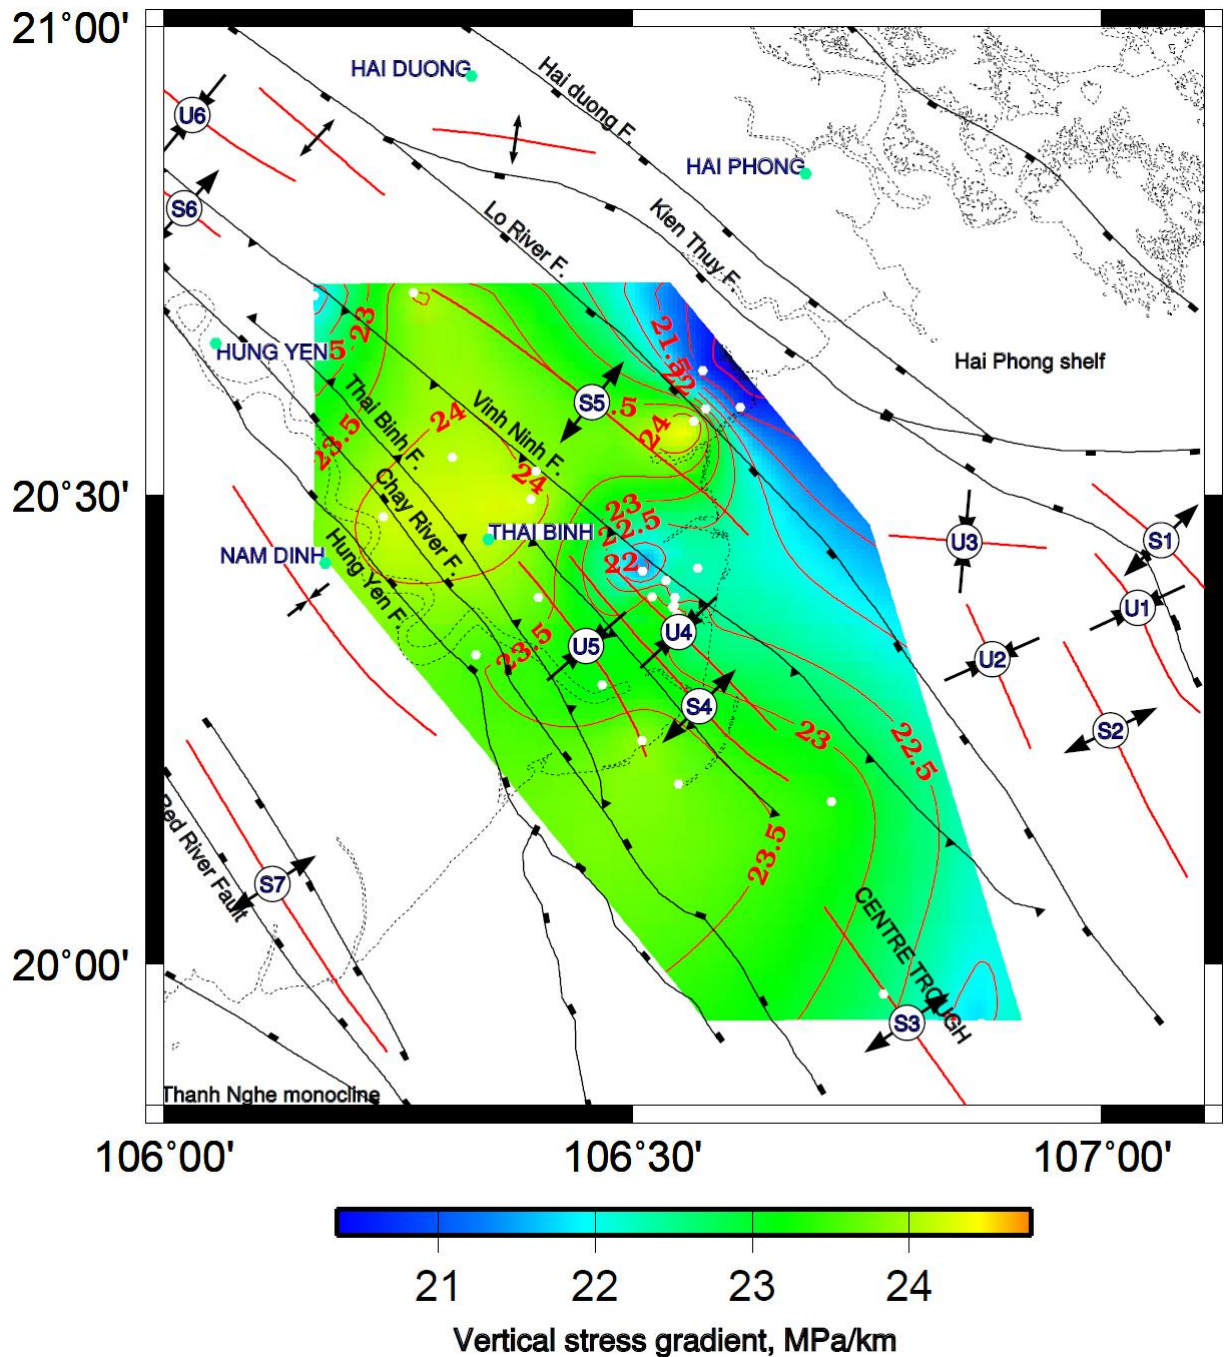 21°00'
HAI DUONG
Hai duong F.
U6
HAI PHONG
S6
Lo River F.
Kien Thuy F.
23
21.5
22
HUNG YEN
5
Hai Phong shelf
Thai Binh F.
Vinh Ninh F.
S5
.5
24
24
23.5
24
Chay River F.
20°30'
23
22.5
THAI BINH
22
NAM DINH
Hung Yen F.
U3
S1
U1
23.5
U5
U4
U2
S4
S2
23
22.5
Red River Fault
23.5
S7
CENTRE TROUGH
20°00'
S3
Thanh Nghe monocline
106°00'
106°30'
107°00'
21
22
23
24
Vertical stress gradient, MPa/km